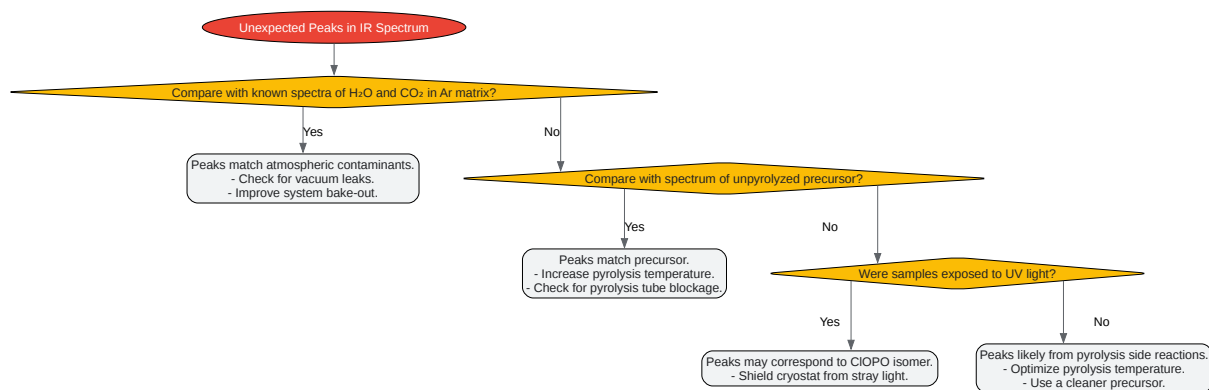 Unexpected Peaks in IR Spectrum
Compare with known spectra of H₂O and CO₂ in Ar matrix?
Yes
No
Peaks match atmospheric contaminants.
- Check for vacuum leaks.
- Improve system bake-out.
Compare with spectrum of unpyrolyzed precursor?
Yes
No
Peaks match precursor.
- Increase pyrolysis temperature.
- Check for pyrolysis tube blockage.
Were samples exposed to UV light?
Yes
No
Peaks may correspond to ClOPO isomer.
- Shield cryostat from stray light.
Peaks likely from pyrolysis side reactions.
- Optimize pyrolysis temperature.
- Use a cleaner precursor.